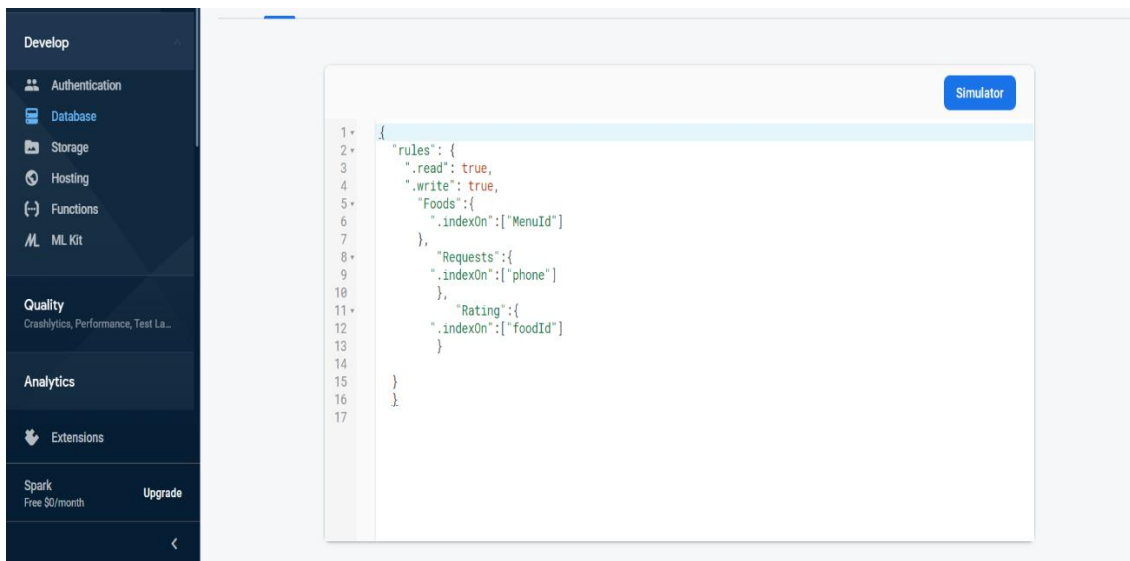 Develop
Authentication
Database
Storage
Hosting
Functions
ML Kit
Quality
Crashlytics, Performance, Test La...
Analytics
Extensions
Spark
Free $0/month
Upgrade
Simulator
1 {
2 "rules": {
3 ".read": true,
4 ".write": true,
5 "Foods":{
6 ".indexOn":["MenuId"]
7 },
8 "Requests":{
9 ".indexOn":["phone"]
10 },
11 "Rating":{
12 ".indexOn":["foodId"]
13 }
14
15 }
16 }
17